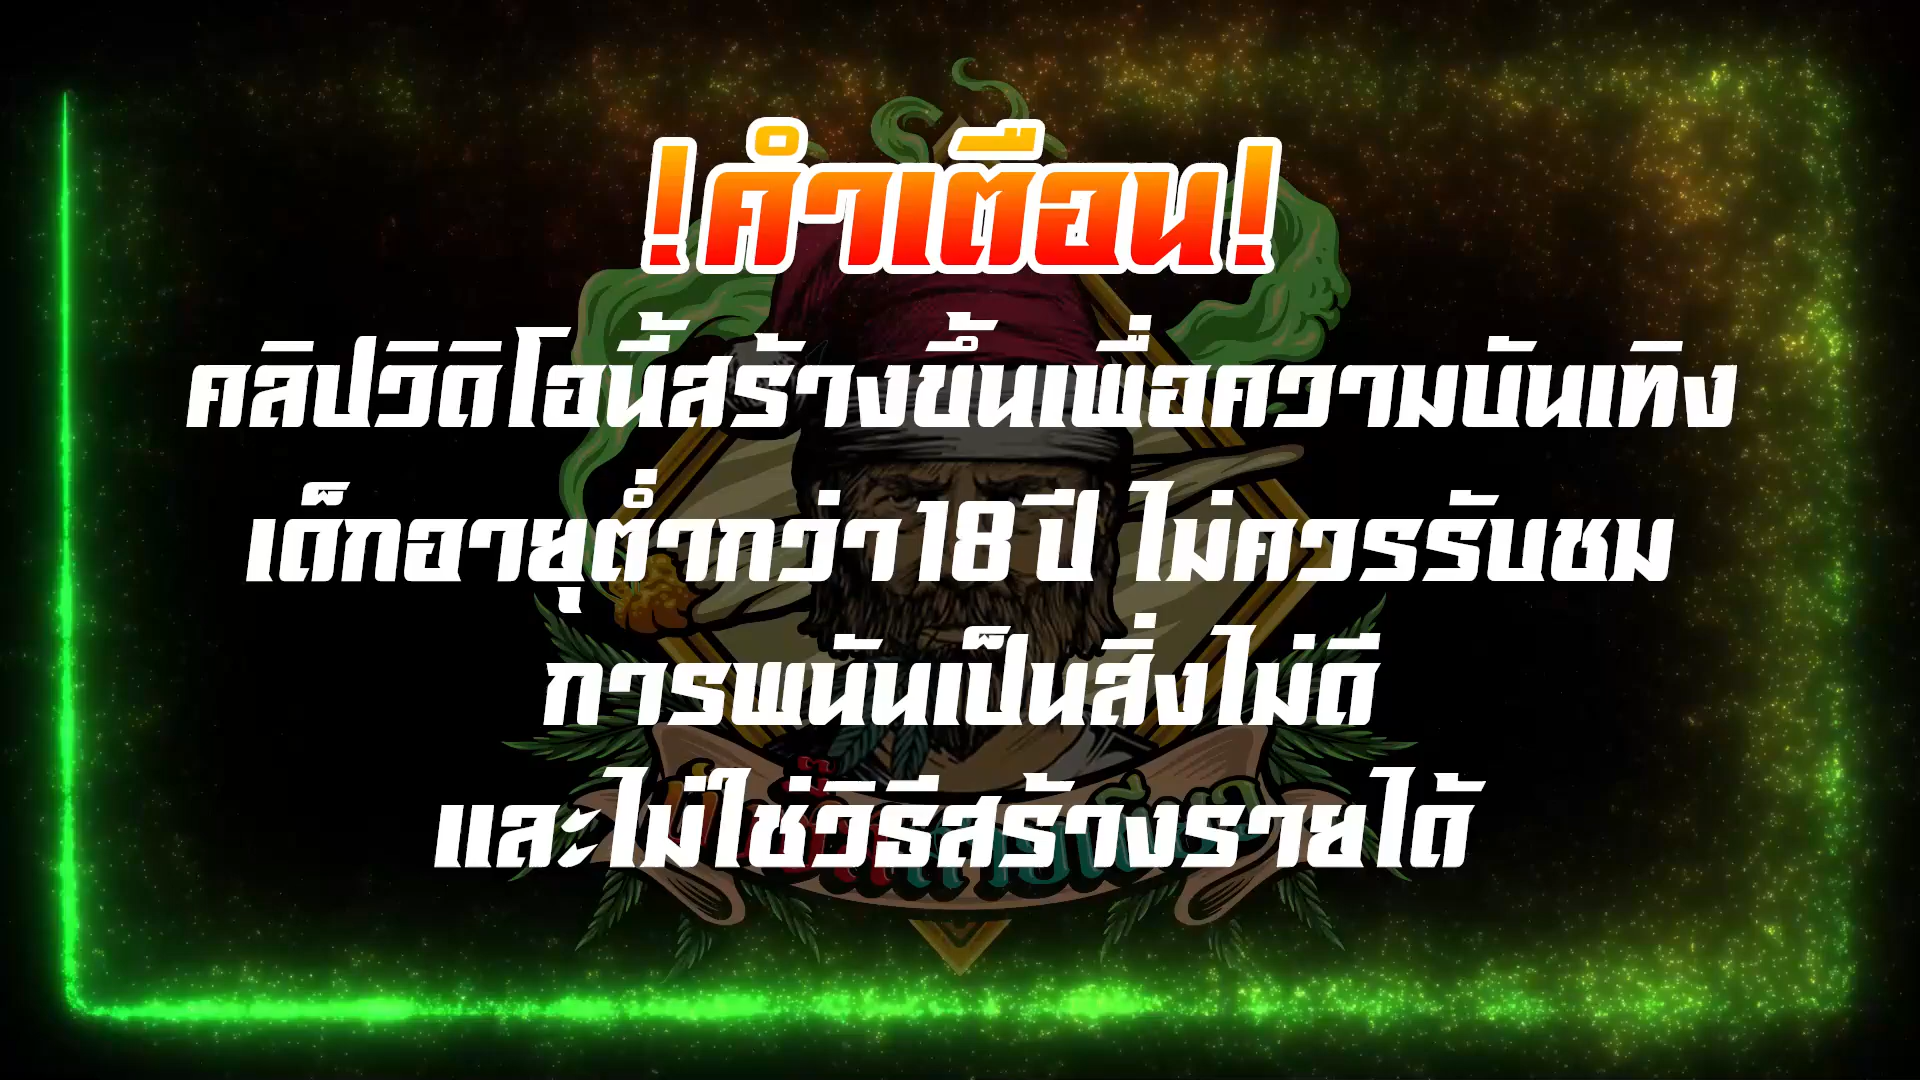 !คำเตือน!
คลิปวิดิโอนี้สร้างขึ้นเพื่อความบันเทิง
เด็กอายุต่ำกว่า 18 ปี ไม่ควรรับชม
การพนันเป็นสิ่งไม่ดี
และไม่ใช่วิธีสร้างรายได้